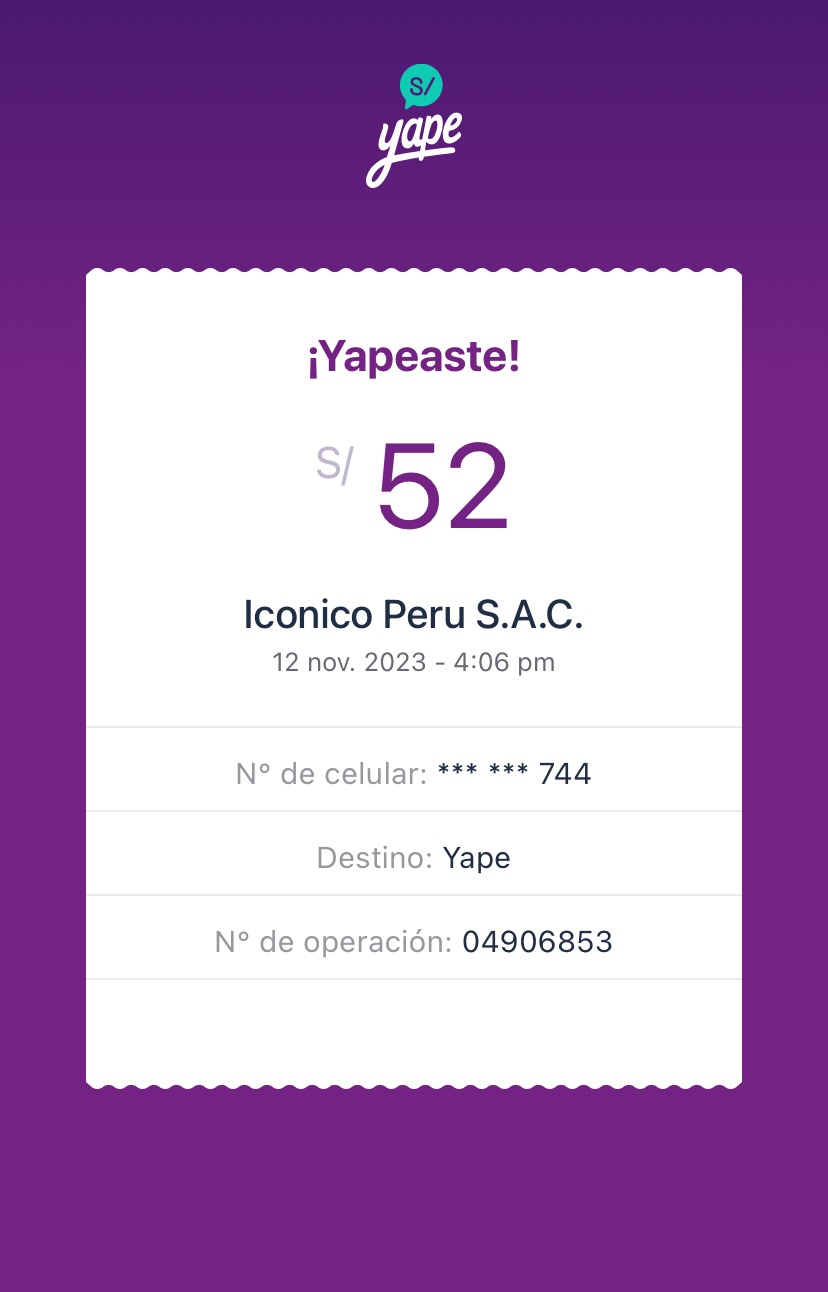 S/
yape
¡Yapeaste!
S/ 52
Iconico Peru S.A.C.
12 nov. 2023 - 4:06 pm
N° de celular: *** *** 744
Destino: Yape
N° de operación: 04906853